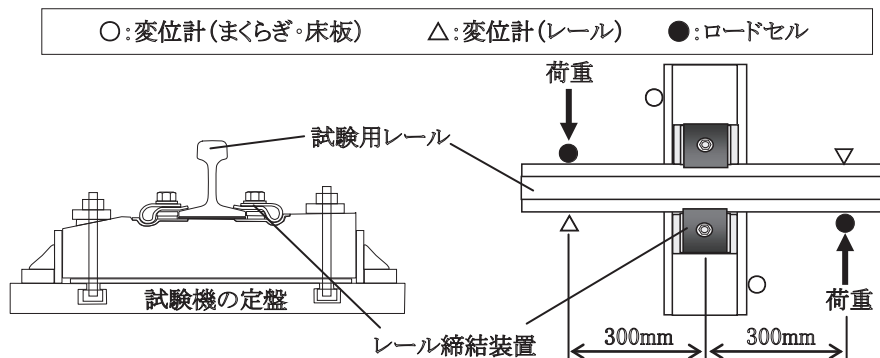 ○:変位計(まくらぎ・床板) △:変位計(レール) ●:ロードセル
荷重
試験用レール
試験機の定盤
荷重
レール締結装置
300mm 300mm